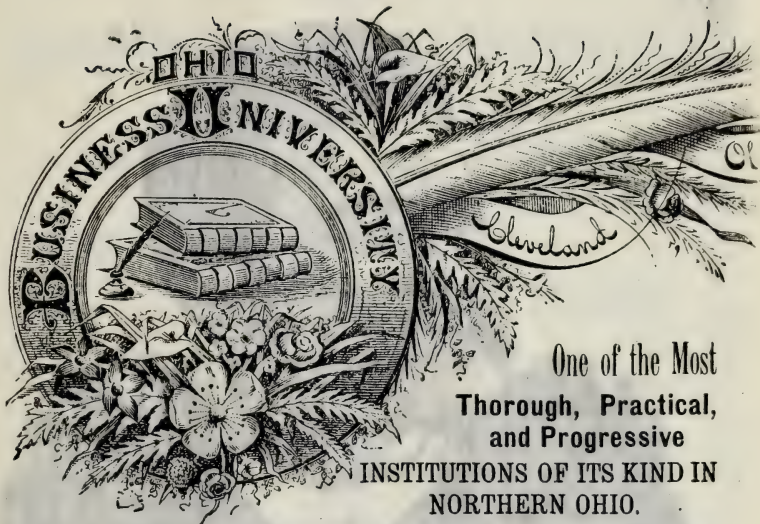 OHIO
BUSINESS UNIVERSITY
Cleveland
One of the Most
Thorough, Practical,
and Progressive
INSTITUTIONS OF ITS KIND IN
NORTHERN OHIO.